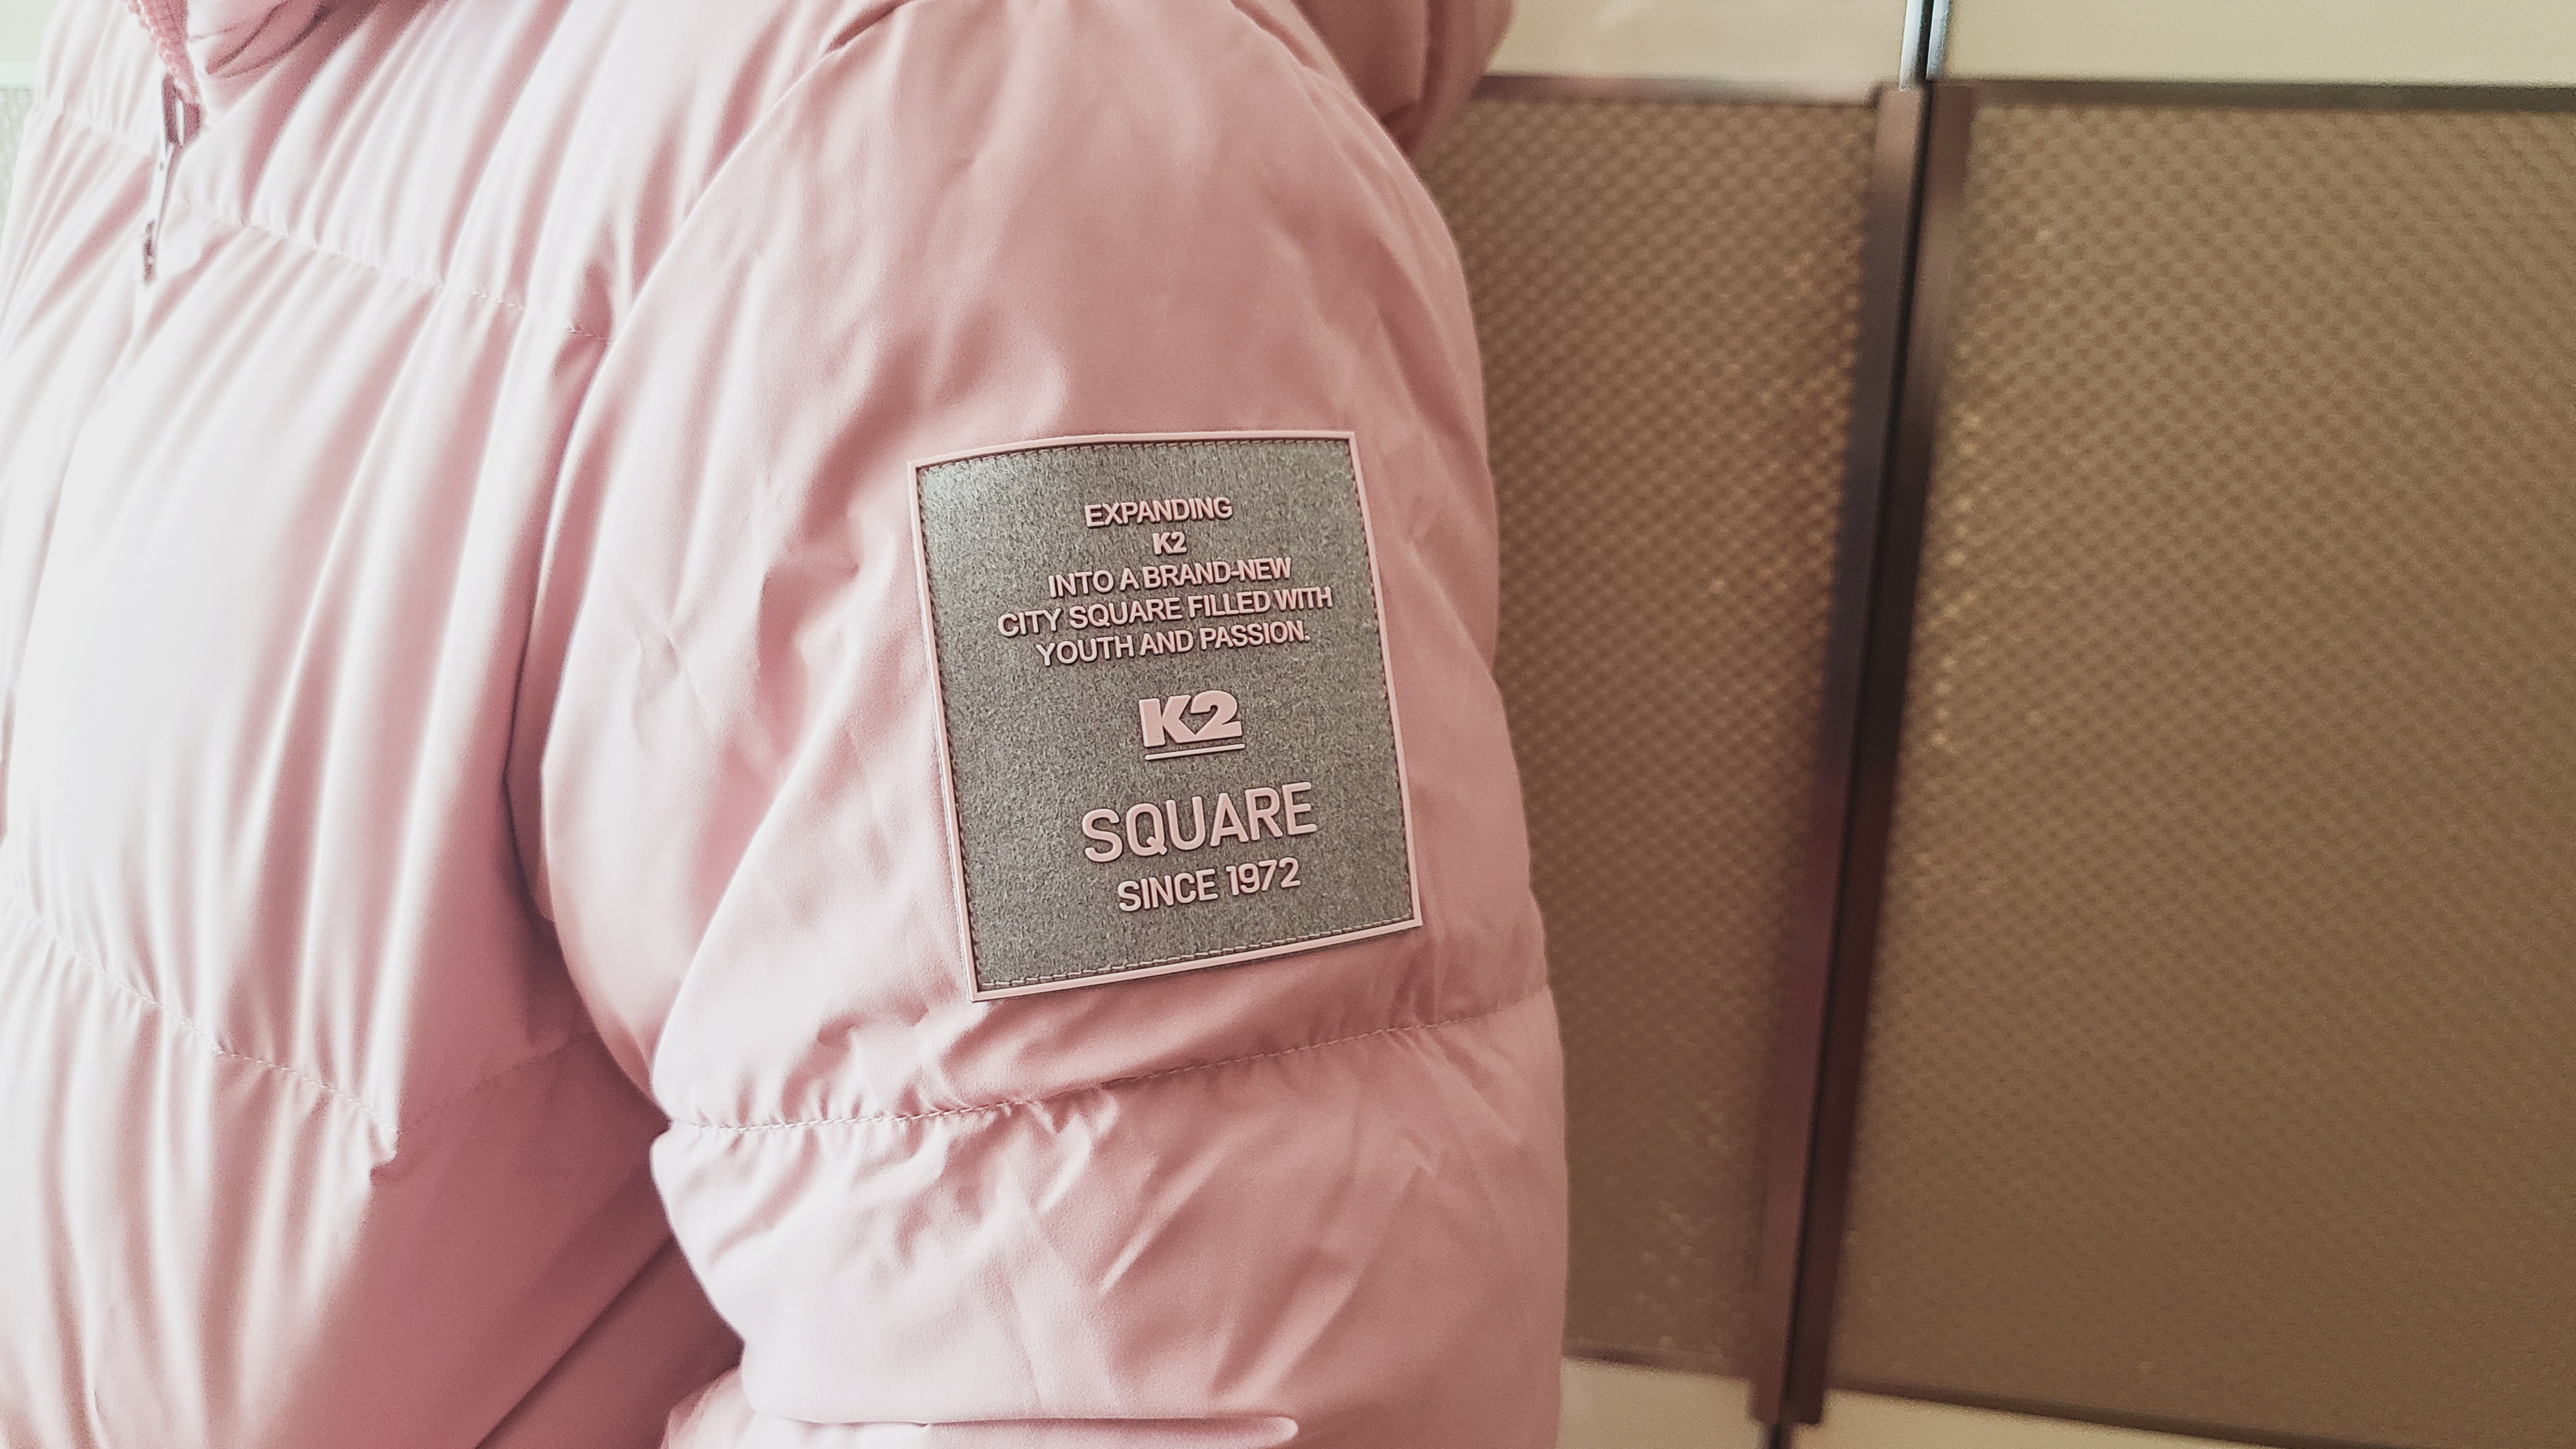 EXPANDING
K2
INTO A BRAND-NEW
CITY SQUARE FILLED WITH
YOUTH AND PASSION.
K2
SQUARE
SINCE 1972